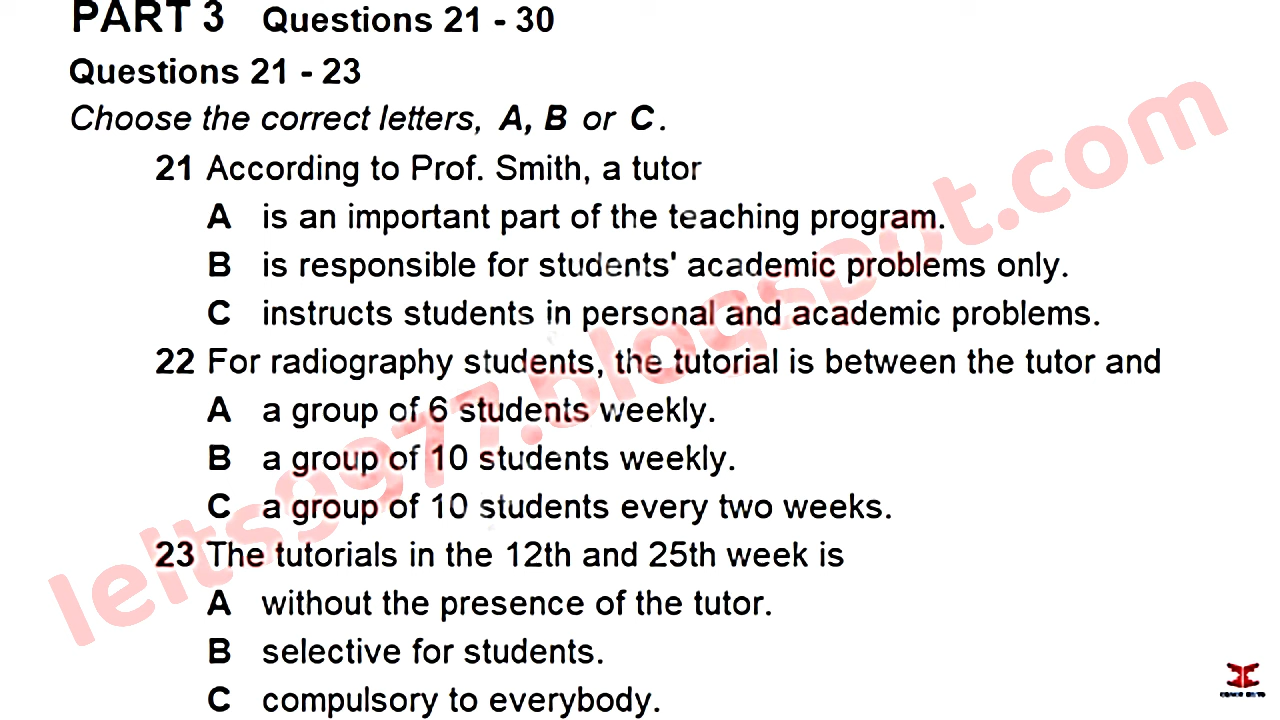 PART 3 Questions 21 - 30
Questions 21 - 23
Choose the correct letters, A, B or C.
21 According to Prof. Smith, a tutor
A is an important part of the teaching program.
B is responsible for students' academic problems only.
C instructs students in personal and academic problems.
22 For radiography students, the tutorial is between the tutor and
A a group of 6 students weekly.
B a group of 10 students weekly.
C a group of 10 students every two weeks.
23 The tutorials in the 12th and 25th week is
A without the presence of the tutor.
B selective for students.
C compulsory to everybody.
Ielts9977.blogspot.com